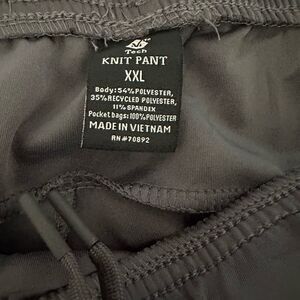 Tech
KNIT PANT
XXL
Body: 54% POLYESTER,
35% RECYCLED POLYESTER,
11% SPANDEX
Pocket bags: 100% POLYESTER
MADE IN VIETNAM
RN#70892